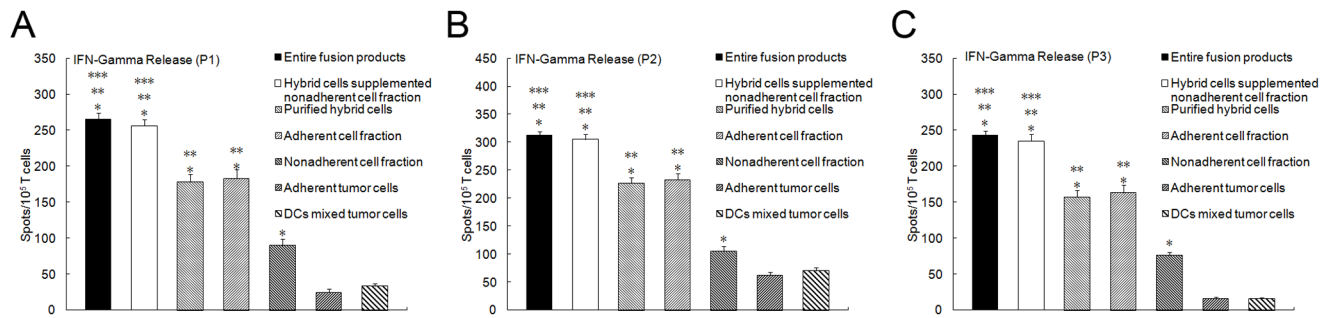 A
IFN-Gamma Release (P1)
Spots/10⁵ T cells
350
300
250
200
150
100
50
0
***
**
*
***
**
*
**
*
**
*
*
Entire fusion products
Hybrid cells supplemented
nonadherent cell fraction
Purified hybrid cells
Adherent cell fraction
Nonadherent cell fraction
Adherent tumor cells
DCs mixed tumor cells
B
IFN-Gamma Release (P2)
Spots/10⁵ T cells
450
400
350
300
250
200
150
100
50
0
***
**
*
***
**
*
**
*
**
*
*
Entire fusion products
Hybrid cells supplemented
nonadherent cell fraction
Purified hybrid cells
Adherent cell fraction
Nonadherent cell fraction
Adherent tumor cells
DCs mixed tumor cells
C
IFN-Gamma Release (P3)
Spots/10⁵ T cells
350
300
250
200
150
100
50
0
***
**
*
***
**
*
**
*
**
*
*
Entire fusion products
Hybrid cells supplemented
nonadherent cell fraction
Purified hybrid cells
Adherent cell fraction
Nonadherent cell fraction
Adherent tumor cells
DCs mixed tumor cells